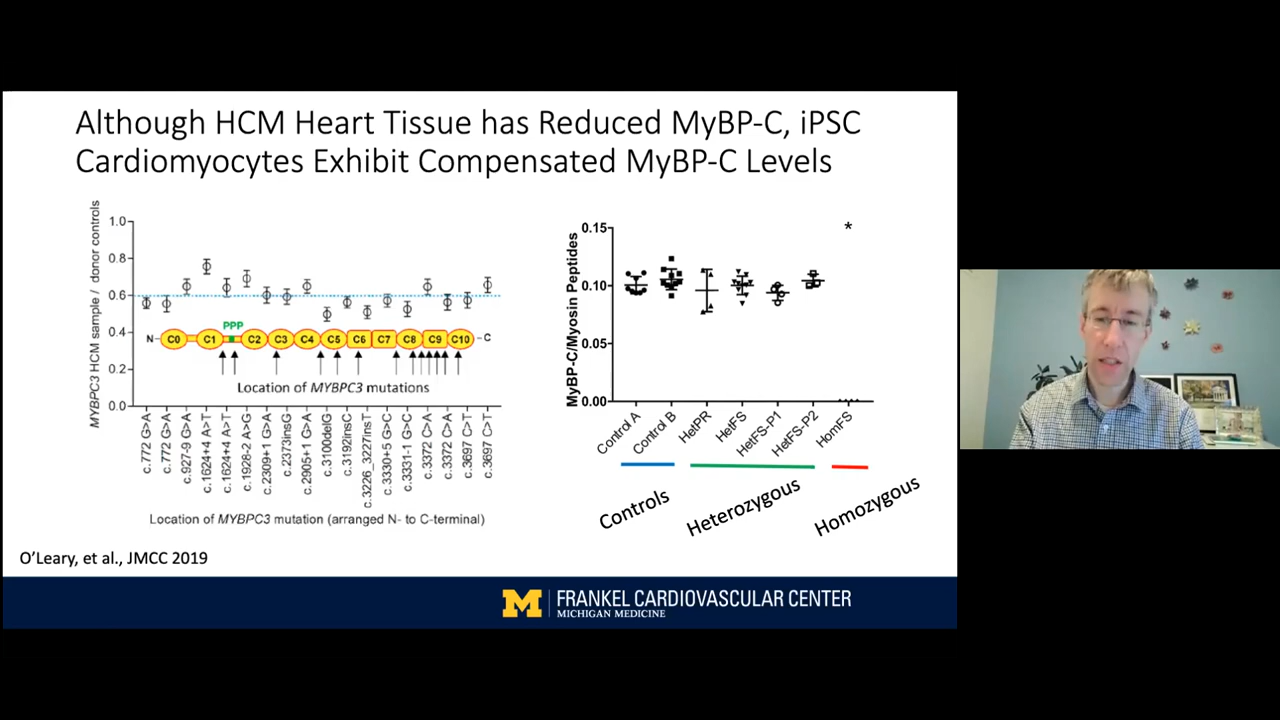 Although HCM Heart Tissue has Reduced MyBP-C, iPSC
Cardiomyocytes Exhibit Compensated MyBP-C Levels
MYBPC3 HCM sample / donor controls
1.0
0.8
0.6
0.4
0.2
0.0
PPP
N- C0 C1 C2 C3 C4 C5 C6 C7 C8 C9 C10 -C
Location of MYBPC3 mutations
c.772 G>A
c.772 G>A
c.927-9 G>A
c.1624+4 A>T
c.1624+4 A>T
c.1928-2 A>G
c.2309+1 G>A
c.2373insG
c.2905+1 G>A
c.3100delG
c.3192insC
c.3226_3227insT
c.3330+5 G>C
c.3331-1 G>C
c.3372 C>A
c.3372 C>A
c.3697 C>T
c.3697 C>T
Location of MYBPC3 mutation (arranged N- to C-terminal)
MyBP-C/Myosin Peptides
0.15
0.10
0.05
0.00
*
Control A
Control B
HetPR
HetFS
HetFS-P1
HetFS-P2
HomFS
Controls
Heterozygous
Homozygous
O'Leary, et al., JMCC 2019
M FRANKEL CARDIOVASCULAR CENTER
MICHIGAN MEDICINE